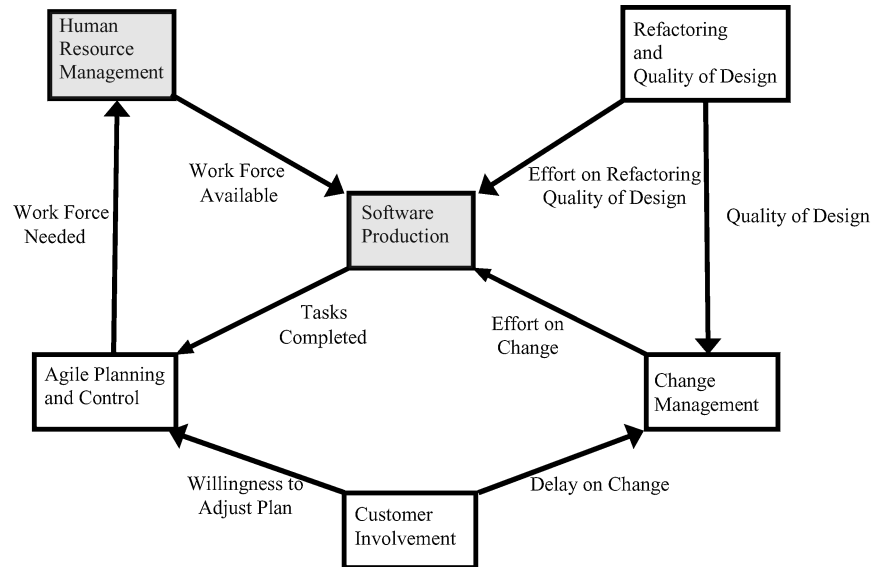 Human
Resource
Management
Refactoring
and
Quality of Design
Work Force
Available
Effort on Refactoring
Quality of Design
Work Force
Needed
Software
Production
Quality of Design
Tasks
Completed
Effort on
Change
Agile Planning
and Control
Change
Management
Willingness to
Adjust Plan
Delay on Change
Customer
Involvement